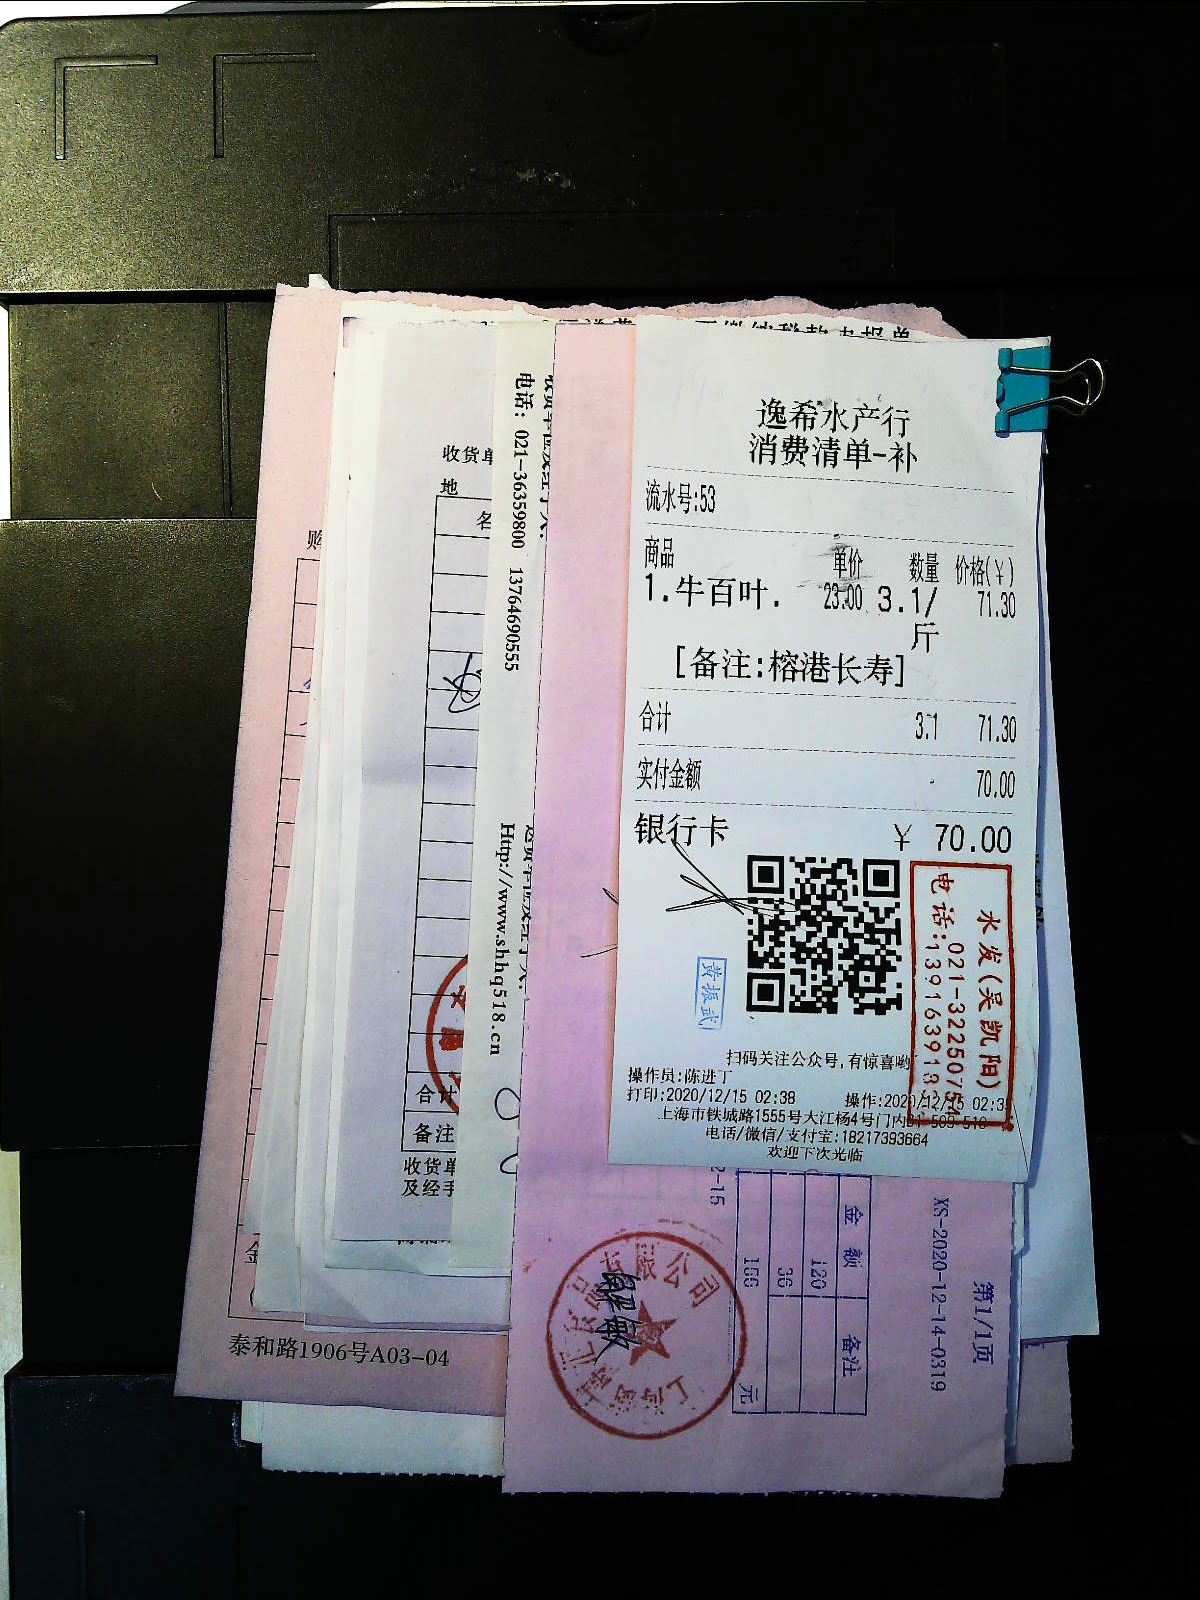 逸希水产行
消费清单-补
流水号:53
商品 单价 数量 价格(¥)
1.牛百叶. 23.00 3.1/斤 71.30
[备注:榕港长寿]
合计 3.1 71.30
实付金额 70.00
银行卡 ¥ 70.00
水发(吴凯阳)
黄振武
扫码关注公众号,有惊喜哟
操作员:陈进丁
打印:2020/12/15 02:38 操作:2020/12/15 02:3
上海市铁城路1555号大江杨4号门内
电话/微信/支付宝:18217393664
欢迎下次光临
电话: 021-36359800 13764690555
Http://www.shhq518.cn
收货单
地
名
合计
备注
收货单
及经手
购
金
泰和路1906号A03-04
第1/1页
XS-2020-12-14-0319
金额 备注
120
36
156 元
2-15
有限公司